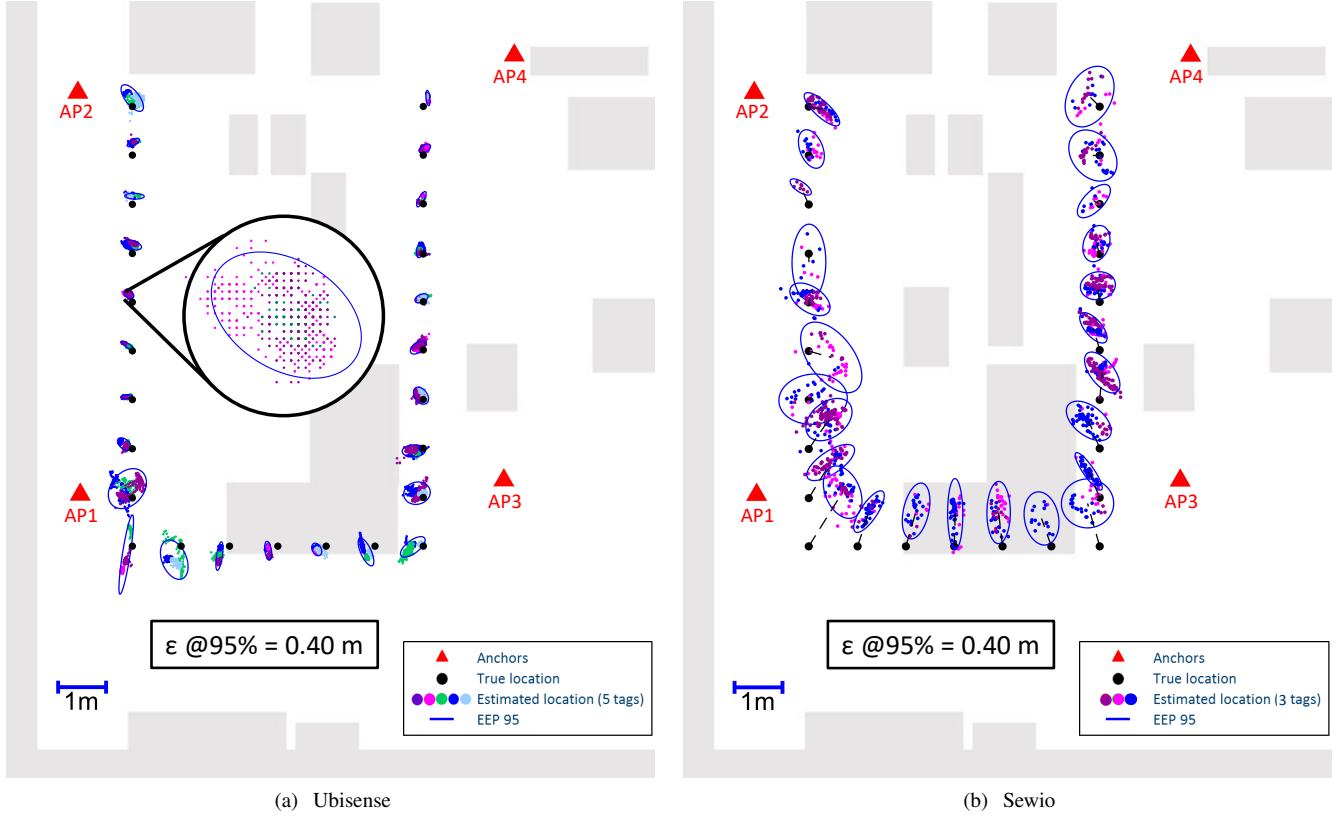 AP4
AP2
AP1
AP3
ε @95% = 0.40 m
1m
Anchors
True location
Estimated location (5 tags)
EEP 95
(a) Ubisense
AP4
AP2
AP1
AP3
ε @95% = 0.40 m
1m
Anchors
True location
Estimated location (3 tags)
EEP 95
(b) Sewio